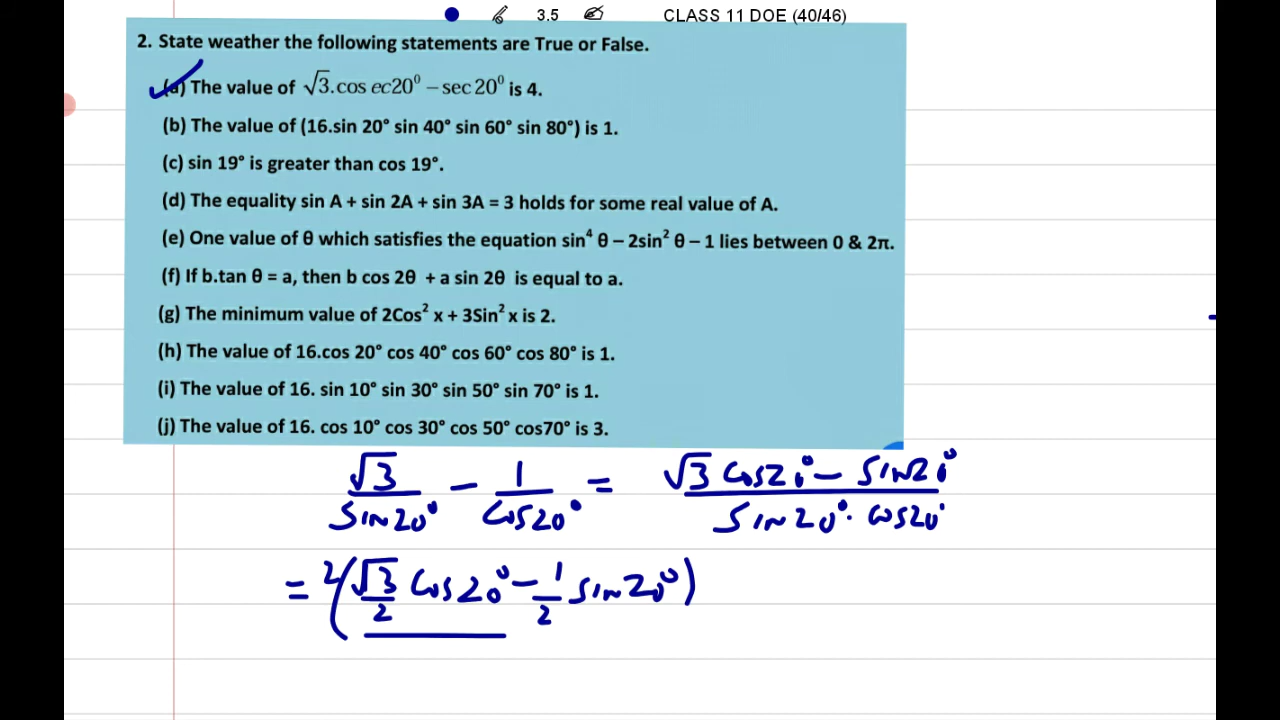 3.5 CLASS 11 DOE (40/46)
2. State weather the following statements are True or False.
(a) The value of √3.cos ec20⁰ − sec 20⁰ is 4.
(b) The value of (16.sin 20° sin 40° sin 60° sin 80°) is 1.
(c) sin 19° is greater than cos 19°.
(d) The equality sin A + sin 2A + sin 3A = 3 holds for some real value of A.
(e) One value of θ which satisfies the equation sin⁴ θ – 2sin² θ – 1 lies between 0 & 2π.
(f) If b.tan θ = a, then b cos 2θ + a sin 2θ is equal to a.
(g) The minimum value of 2Cos² x + 3Sin² x is 2.
(h) The value of 16.cos 20° cos 40° cos 60° cos 80° is 1.
(i) The value of 16. sin 10° sin 30° sin 50° sin 70° is 1.
(j) The value of 16. cos 10° cos 30° cos 50° cos70° is 3.
√3/sin20° − 1/cos20° = (√3 cos20° − sin20°)/(sin20°. cos20°)
= 2(√3/2 cos20° − 1/2 sin20°)